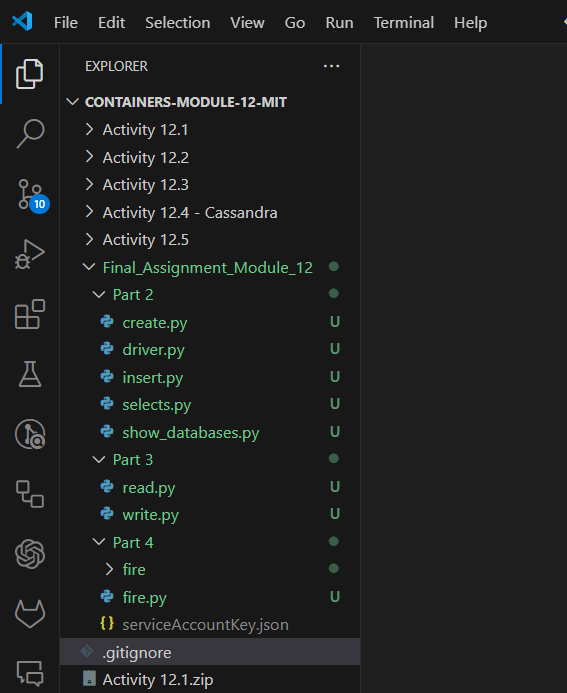 File Edit Selection View Go Run Terminal Help
EXPLORER ...
CONTAINERS-MODULE-12-MIT
Activity 12.1
Activity 12.2
Activity 12.3
Activity 12.4 - Cassandra
Activity 12.5
Final_Assignment_Module_12
Part 2
create.py U
driver.py U
insert.py U
selects.py U
show_databases.py U
Part 3
read.py U
write.py U
Part 4
fire
fire.py U
{} serviceAccountKey.json
.gitignore
Activity 12.1.zip
10